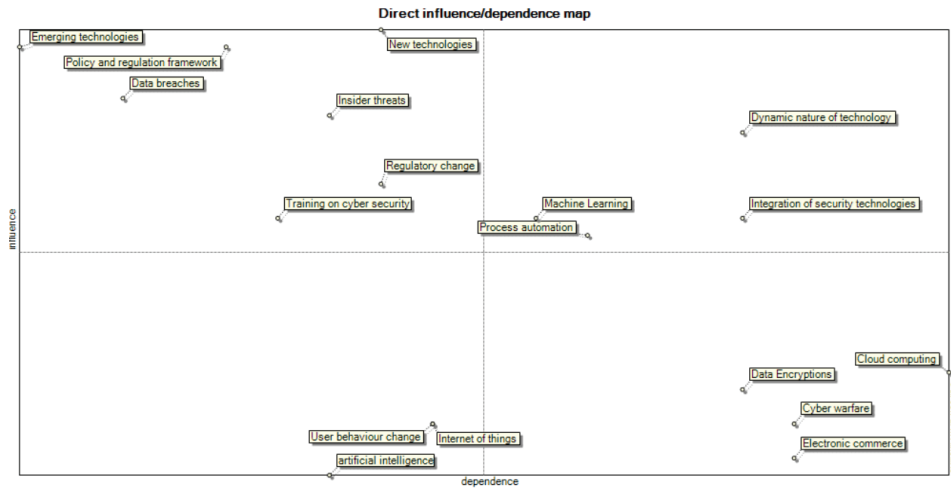 Direct influence/dependence map
Emerging technologies
New technologies
Policy and regulation framework
Data breaches
Insider threats
Dynamic nature of technology
Regulatory change
Training on cyber security
Machine Learning
Integration of security technologies
Process automation
influence
Cloud computing
Data Encryptions
Cyber warfare
User behaviour change
Internet of things
Electronic commerce
artificial intelligence
dependence